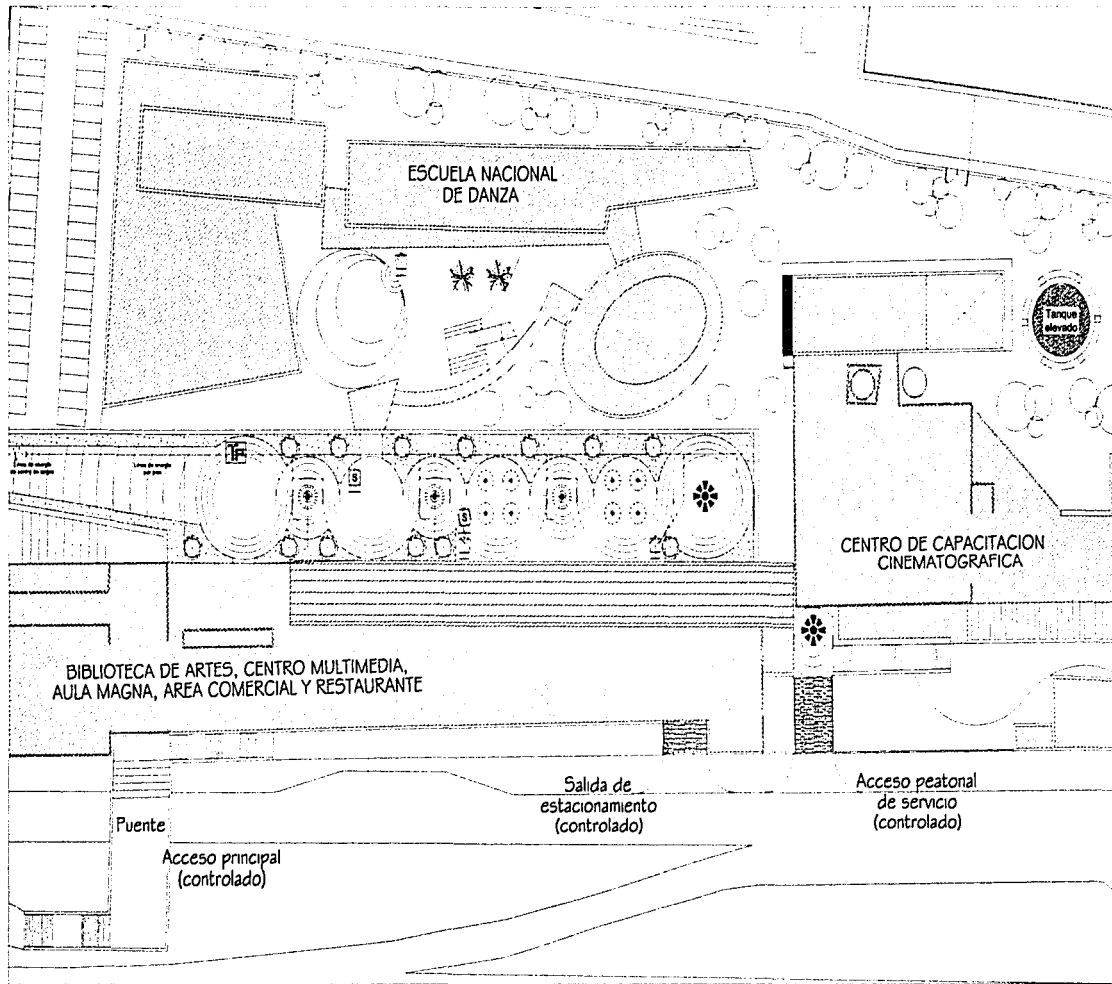 ESCUELA NACIONAL
DE DANZA
Tanque
elevado
S
S
CENTRO DE CAPACITACION
CINEMATOGRAFICA
BIBLIOTECA DE ARTES, CENTRO MULTIMEDIA,
AULA MAGNA, AREA COMERCIAL Y RESTAURANTE
Salida de
estacionamiento
(controlado)
Acceso peatonal
de servicio
(controlado)
Puente
Acceso principal
(controlado)